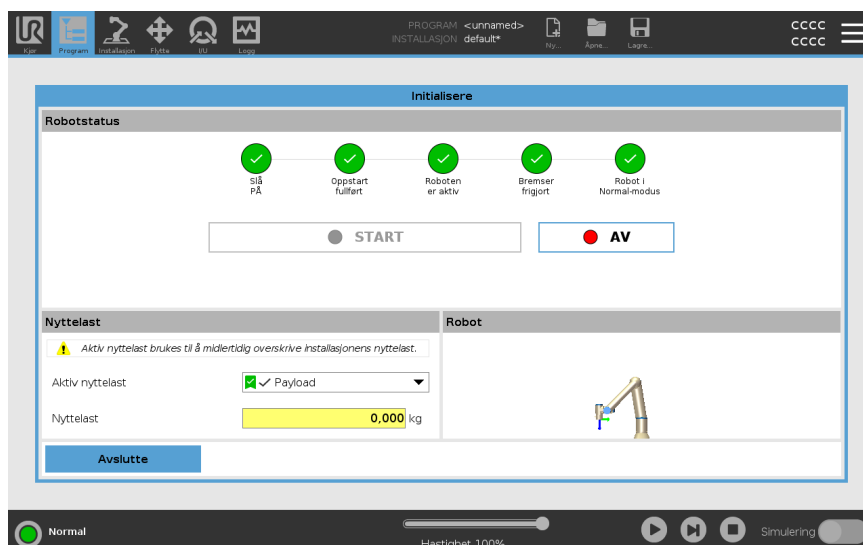 PROGRAM <unnamed>
INSTALLASJON default*
CCCC
CCCC
Kjør Program Installasjon Flytte I/U Logg Ny... Åpne... Lagre...
Initialisere
Robotstatus
Slå PÅ
Oppstart fullført
Roboten er aktiv
Bremser frigjort
Robot i Normal-modus
START AV
Nyttelast Robot
Aktiv nyttelast brukes til å midlertidig overskrive installasjonens nyttelast.
Aktiv nyttelast Payload
Nyttelast 0,000 kg
Avslutte
Normal Hastighet 100% Simulering